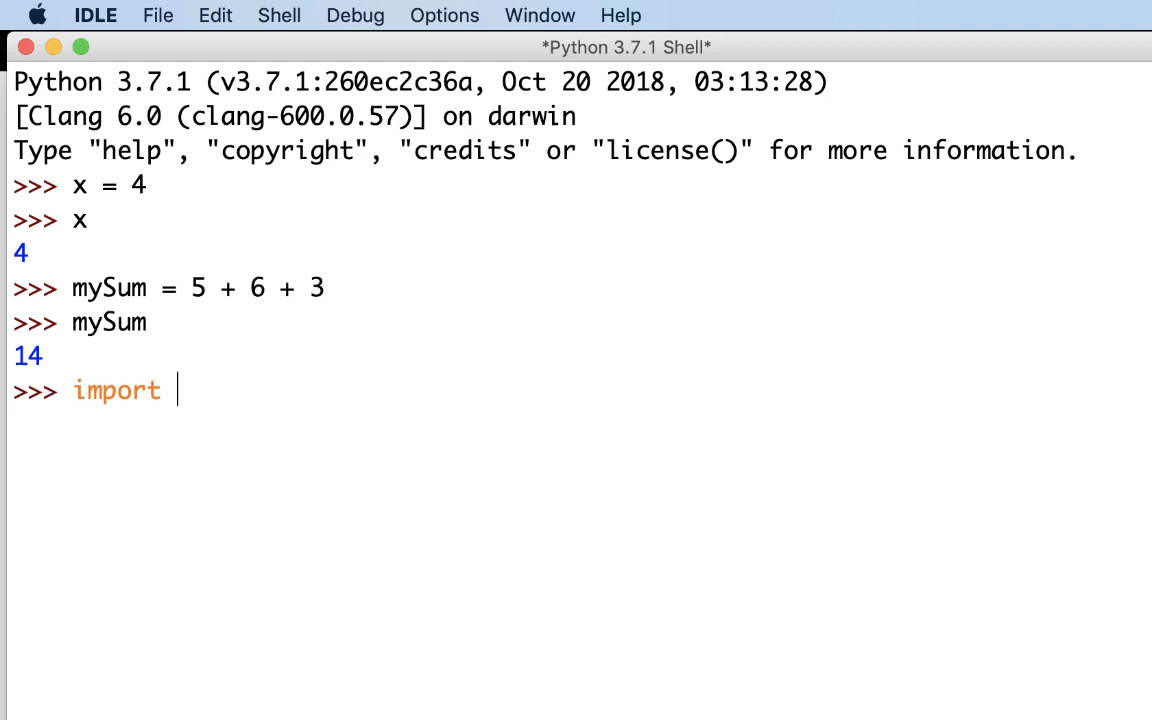 IDLE File Edit Shell Debug Options Window Help
*Python 3.7.1 Shell*
Python 3.7.1 (v3.7.1:260ec2c36a, Oct 20 2018, 03:13:28)
[Clang 6.0 (clang-600.0.57)] on darwin
Type "help", "copyright", "credits" or "license()" for more information.
>>> x = 4
>>> x
4
>>> mySum = 5 + 6 + 3
>>> mySum
14
>>> import